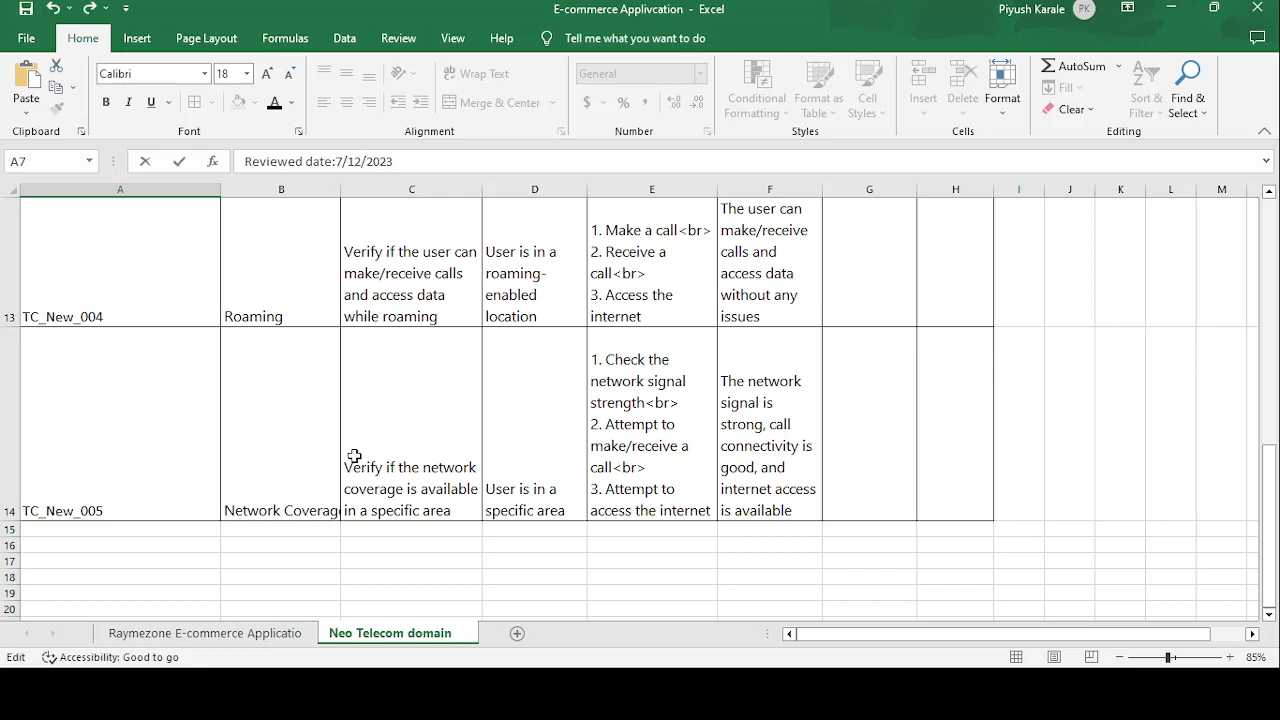 E-commerce Applivcation - Excel
Piyush Karale
PK
File Home Insert Page Layout Formulas Data Review View Help Tell me what you want to do
Paste
Calibri 18
B I U
Wrap Text
Merge & Center
General
Conditional Formatting
Format as Table
Cell Styles
Insert Delete Format
AutoSum
Fill
Clear
Sort & Filter
Find & Select
Clipboard Font Alignment Number Styles Cells Editing
A7 fx Reviewed date:7/12/2023
A B C D E F G H I J K L M
13
TC_New_004
Roaming
Verify if the user can
make/receive calls
and access data
while roaming
User is in a
roaming-
enabled
location
1. Make a call<br>
2. Receive a
call<br>
3. Access the
internet
The user can
make/receive
calls and
access data
without any
issues
14
TC_New_005
Network Coverag
Verify if the network
coverage is available
in a specific area
User is in a
specific area
1. Check the
network signal
strength<br>
2. Attempt to
make/receive a
call<br>
3. Attempt to
access the internet
The network
signal is
strong, call
connectivity is
good, and
internet access
is available
15
16
17
18
19
20
Raymezone E-commerce Applicatio Neo Telecom domain
Edit Accessibility: Good to go 85%